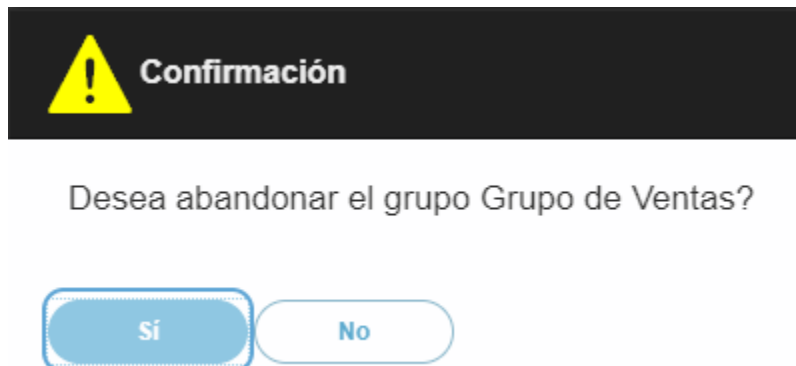 Confirmación
Desea abandonar el grupo Grupo de Ventas?
Sí
No